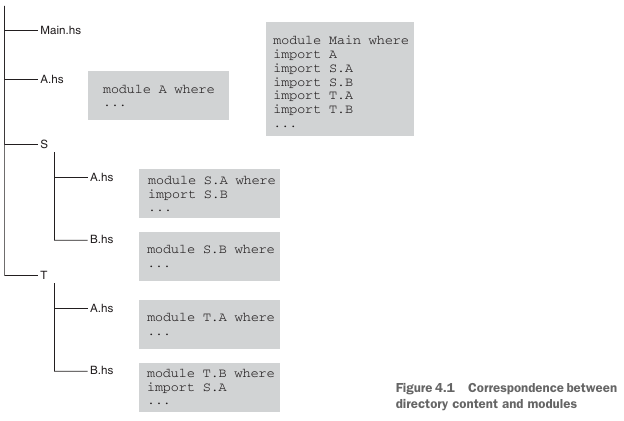 Main.hs
module Main where
import A
import S.A
import S.B
import T.A
import T.B
...
A.hs
module A where
...
S
A.hs
module S.A where
import S.B
...
B.hs
module S.B where
...
T
A.hs
module T.A where
...
B.hs
module T.B where
import S.A
...
Figure 4.1 Correspondence between
directory content and modules